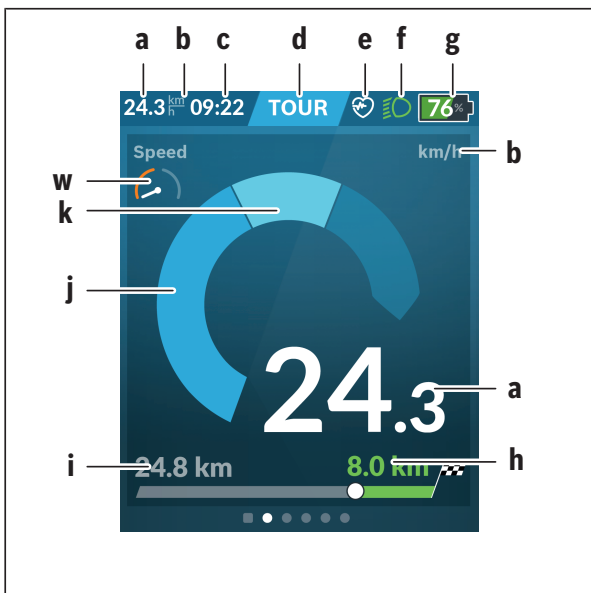 a b c d e f g
24.3 km/h 09:22 TOUR 76%
Speed km/h b
w
k
j
24.3 a
i 24.8 km 8.0 km h